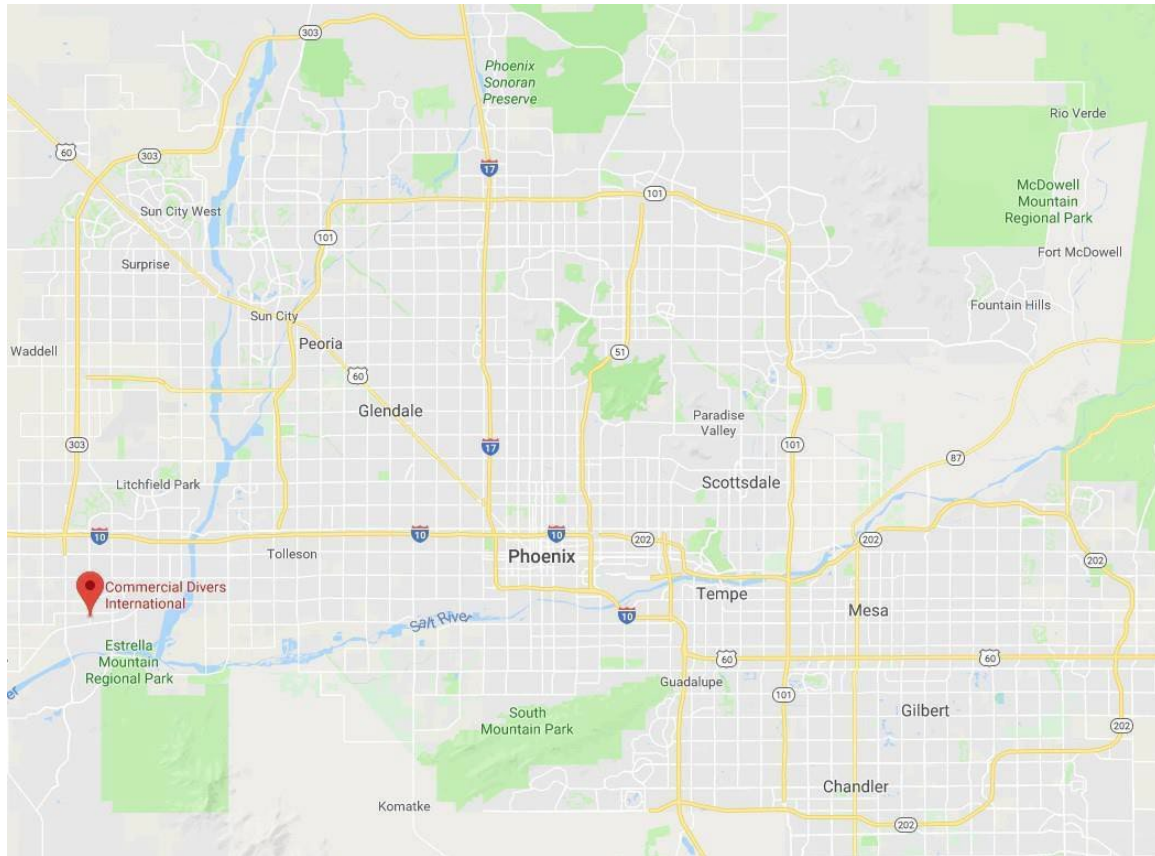 303
Phoenix
Sonoran
Preserve
Rio Verde
60
303
17
101
McDowell
Mountain
Regional Park
Sun City West
101
Fort McDowell
Surprise
Fountain Hills
Sun City
Peoria
Waddell
51
60
Glendale
Paradise
Valley
303
17
101
87
Litchfield Park
Scottsdale
10
10
10
202
202
Tolleson
Phoenix
202
Commercial Divers
International
Tempe
Mesa
10
Salt River
Estrella
Mountain
Regional Park
60
60
Guadalupe
101
South
Mountain Park
Gilbert
202
Chandler
Komatke
202